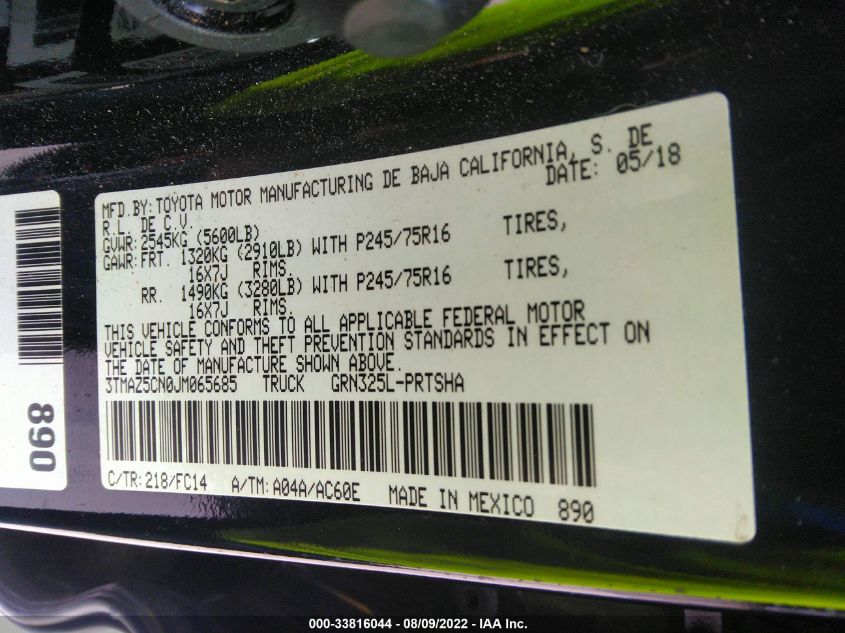 MFD.BY:TOYOTA MOTOR MANUFACTURING DE BAJA CALIFORNIA, S. DE
R.L. DE C.V. DATE: 05/18
GVWR:2545KG (5600LB)
GAWR:FRT. 1320KG (2910LB) WITH P245/75R16 TIRES,
16X7J RIMS.
RR. 1490KG (3280LB) WITH P245/75R16 TIRES,
16X7J RIMS.
THIS VEHICLE CONFORMS TO ALL APPLICABLE FEDERAL MOTOR
VEHICLE SAFETY AND THEFT PREVENTION STANDARDS IN EFFECT ON
THE DATE OF MANUFACTURE SHOWN ABOVE.
3TMAZ5CN0JM065685 TRUCK GRN325L-PRTSHA
C/TR:218/FC14 A/TM:A04A/AC60E MADE IN MEXICO 890
890
000-33816044 - 08/09/2022 - IAA Inc.